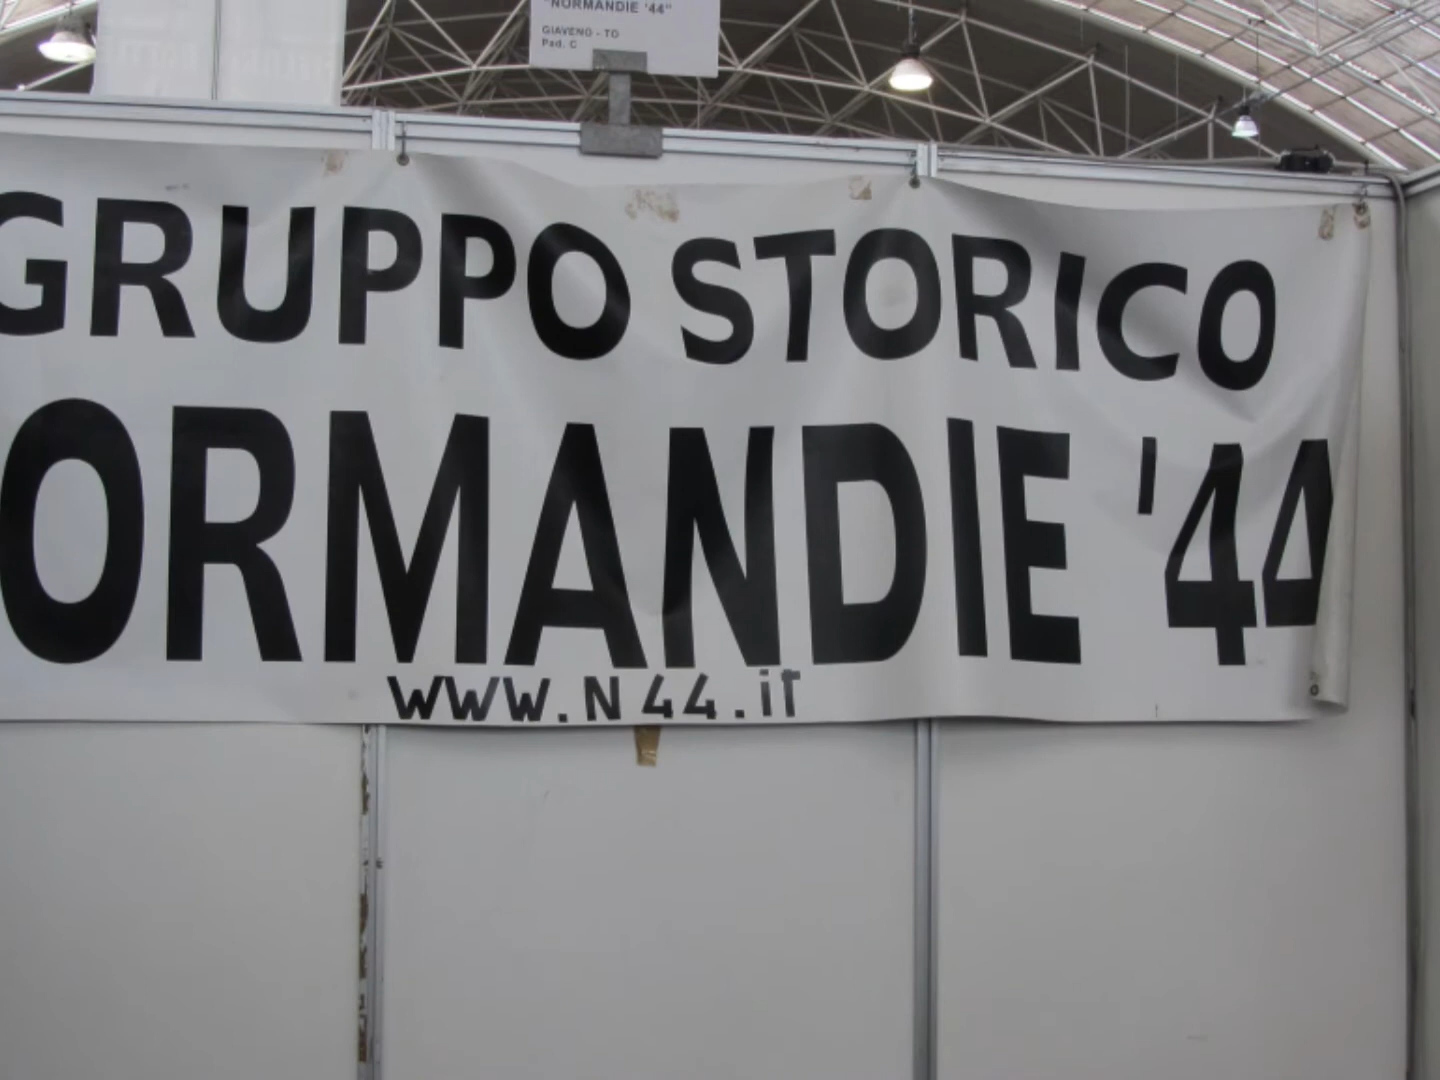 "NORMANDIE '44"
GIAVENO - TO
Pad. C
GRUPPO STORICO
ORMANDIE '44
www.N44.it